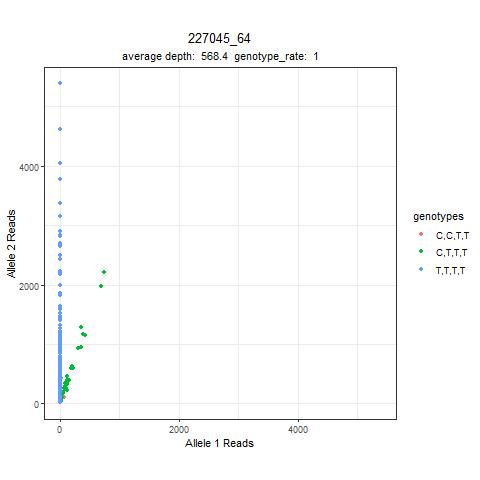 227045_64
average depth:  568.4  genotype_rate:  1
Allele 2 Reads
4000
2000
0
0
2000
4000
Allele 1 Reads
genotypes
C,C,T,T
C,T,T,T
T,T,T,T